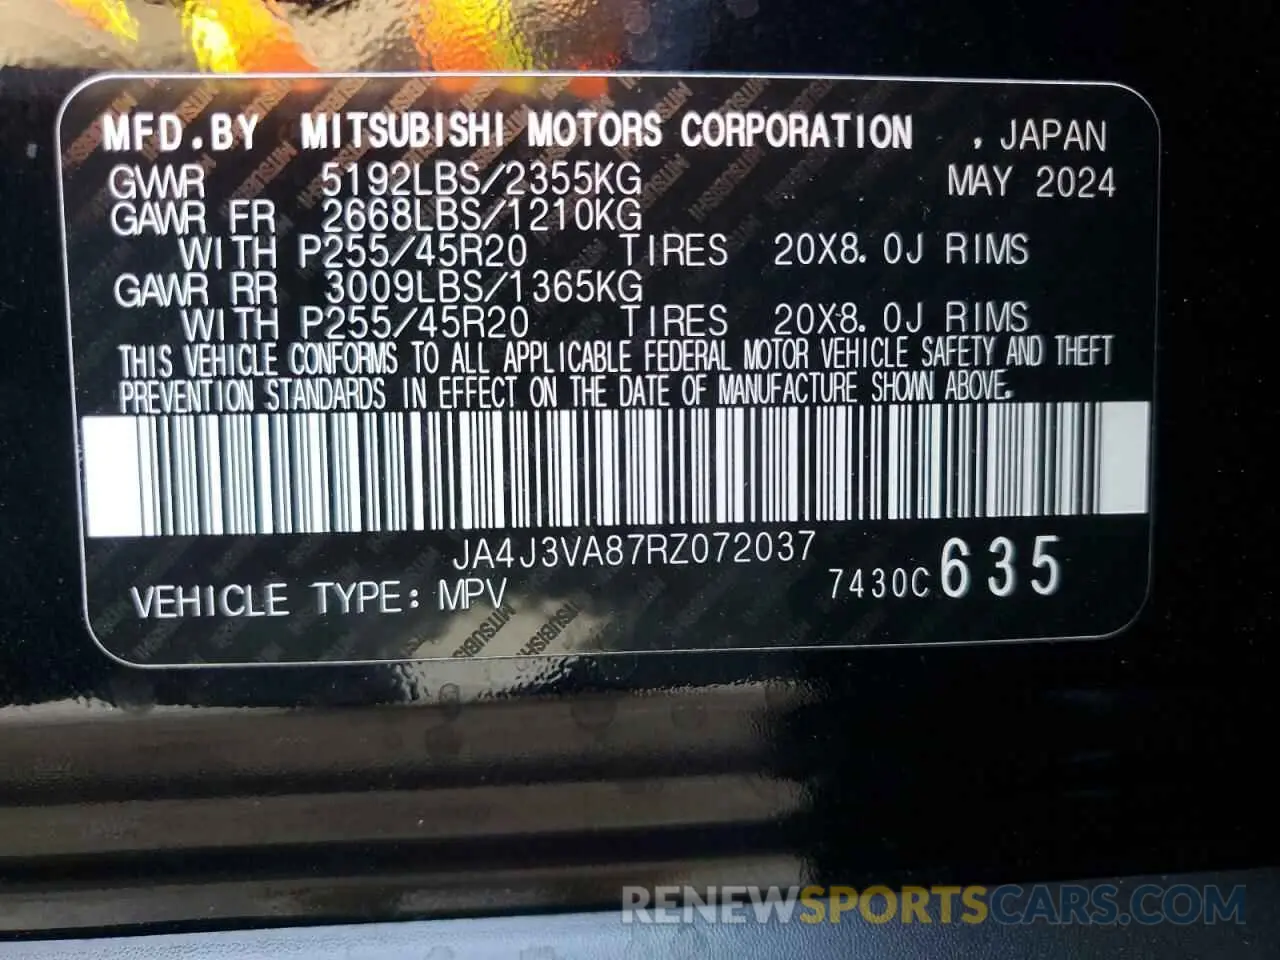 MFD.BY MITSUBISHI MOTORS CORPORATION , JAPAN
GVWR 5192LBS/2355KG MAY 2024
GAWR FR 2668LBS/1210KG
WITH P255/45R20 TIRES 20X8.0J RIMS
GAWR RR 3009LBS/1365KG
WITH P255/45R20 TIRES 20X8.0J RIMS
THIS VEHICLE CONFORMS TO ALL APPLICABLE FEDERAL MOTOR VEHICLE SAFETY AND THEFT
PREVENTION STANDARDS IN EFFECT ON THE DATE OF MANUFACTURE SHOWN ABOVE.
JA4J3VA87RZ072037
VEHICLE TYPE: MPV 7430C 635
MITSUBISHI
RENEWSPORTSCARS.COM